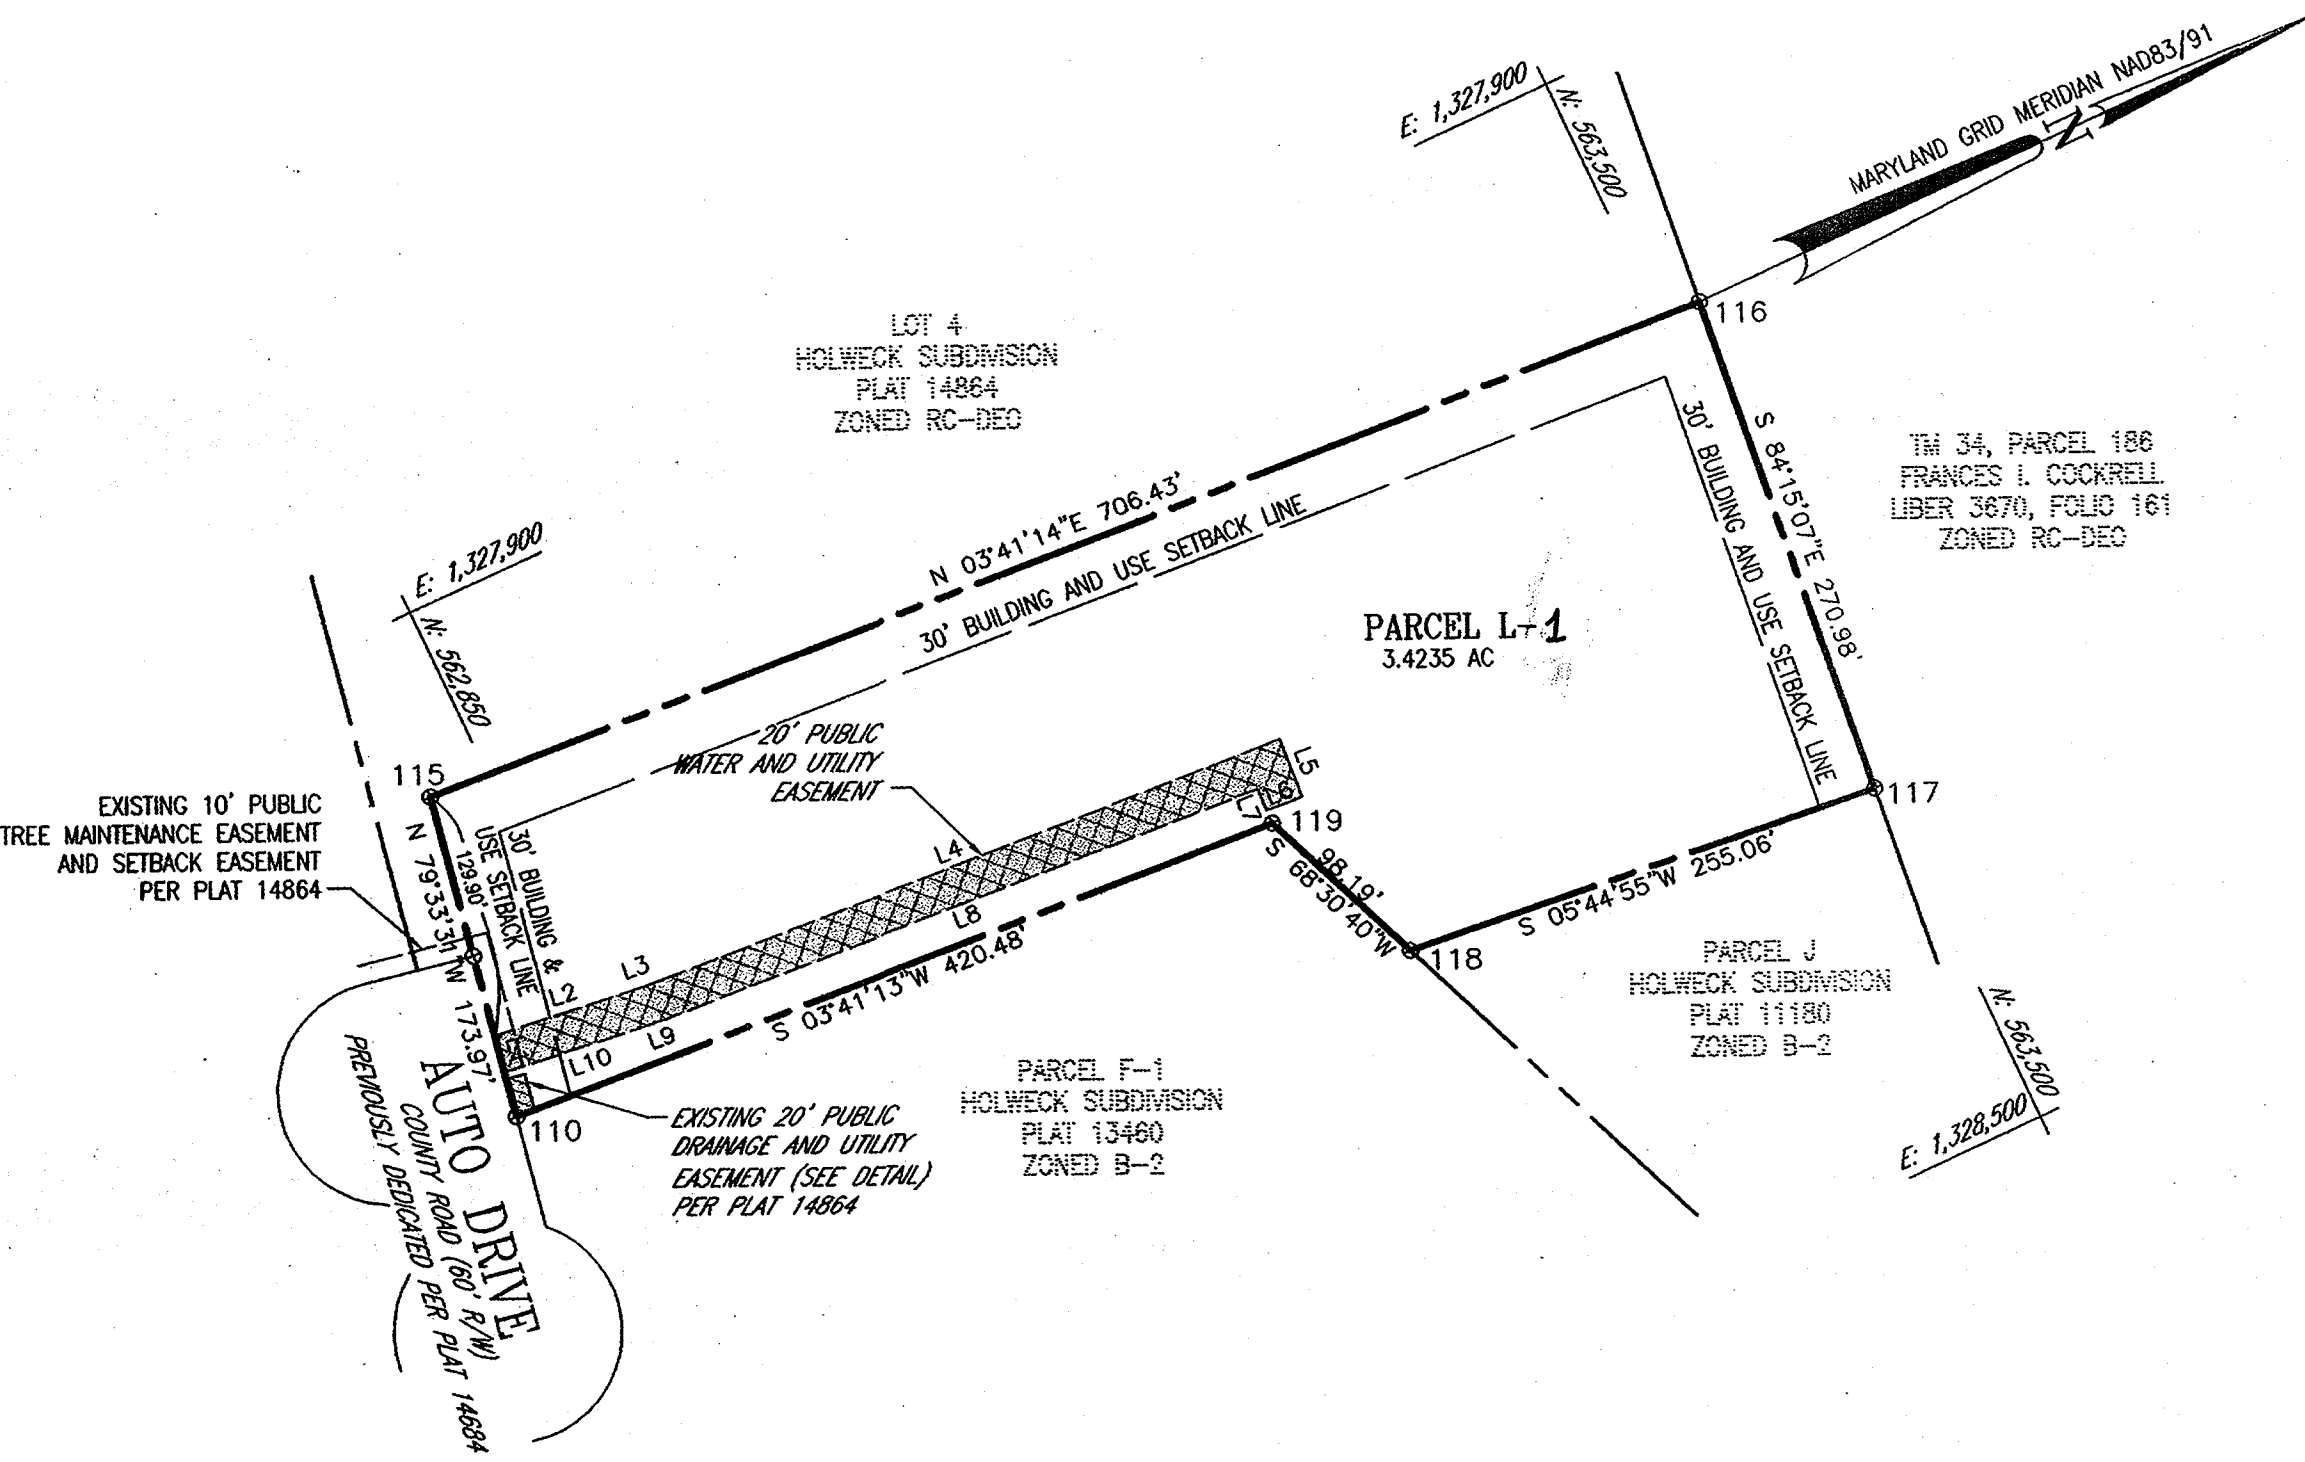 E: 1,327,900
N: 563,500
MARYLAND GRID MERIDIAN NAD83/91
N
116
LOT 4
HOLWECK SUBDIVISION
PLAT 14864
ZONED RC-DEO
TM 34, PARCEL 186
FRANCES I. COCKRELL
LIBER 3670, FOLIO 161
ZONED RC-DEO
S 84°15'07"E 270.98'
30' BUILDING AND USE SETBACK LINE
N 03°41'14"E 706.43'
30' BUILDING AND USE SETBACK LINE
PARCEL L-1
3.4235 AC
E: 1,327,900
N: 562,850
115
EXISTING 10' PUBLIC
TREE MAINTENANCE EASEMENT
AND SETBACK EASEMENT
PER PLAT 14864
20' PUBLIC
WATER AND UTILITY
EASEMENT
N 79°33'31"W 173.97'
129.90'
30' BUILDING &
USE SETBACK LINE
L5
L6
L7
119
117
L4
L8
L3
L2
L9
L10
S 03°41'13"W 420.48'
S 68°30'40"W
98.19'
118
S 05°44'55"W 255.06'
PARCEL J
HOLWECK SUBDIVISION
PLAT 11180
ZONED B-2
N: 563,500
E: 1,328,500
PARCEL F-1
HOLWECK SUBDIVISION
PLAT 13460
ZONED B-2
110
EXISTING 20' PUBLIC
DRAINAGE AND UTILITY
EASEMENT (SEE DETAIL)
PER PLAT 14864
AUTO DRIVE
COUNTY ROAD (60' R/W)
PREVIOUSLY DEDICATED PER PLAT 14684